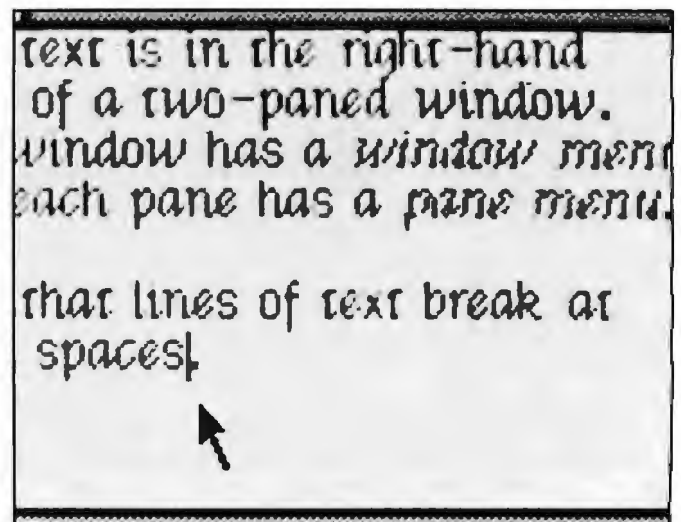 text is in the right-hand
of a two-paned window.
window has a window menu
each pane has a pane menu.
that lines of text break at
spaces.